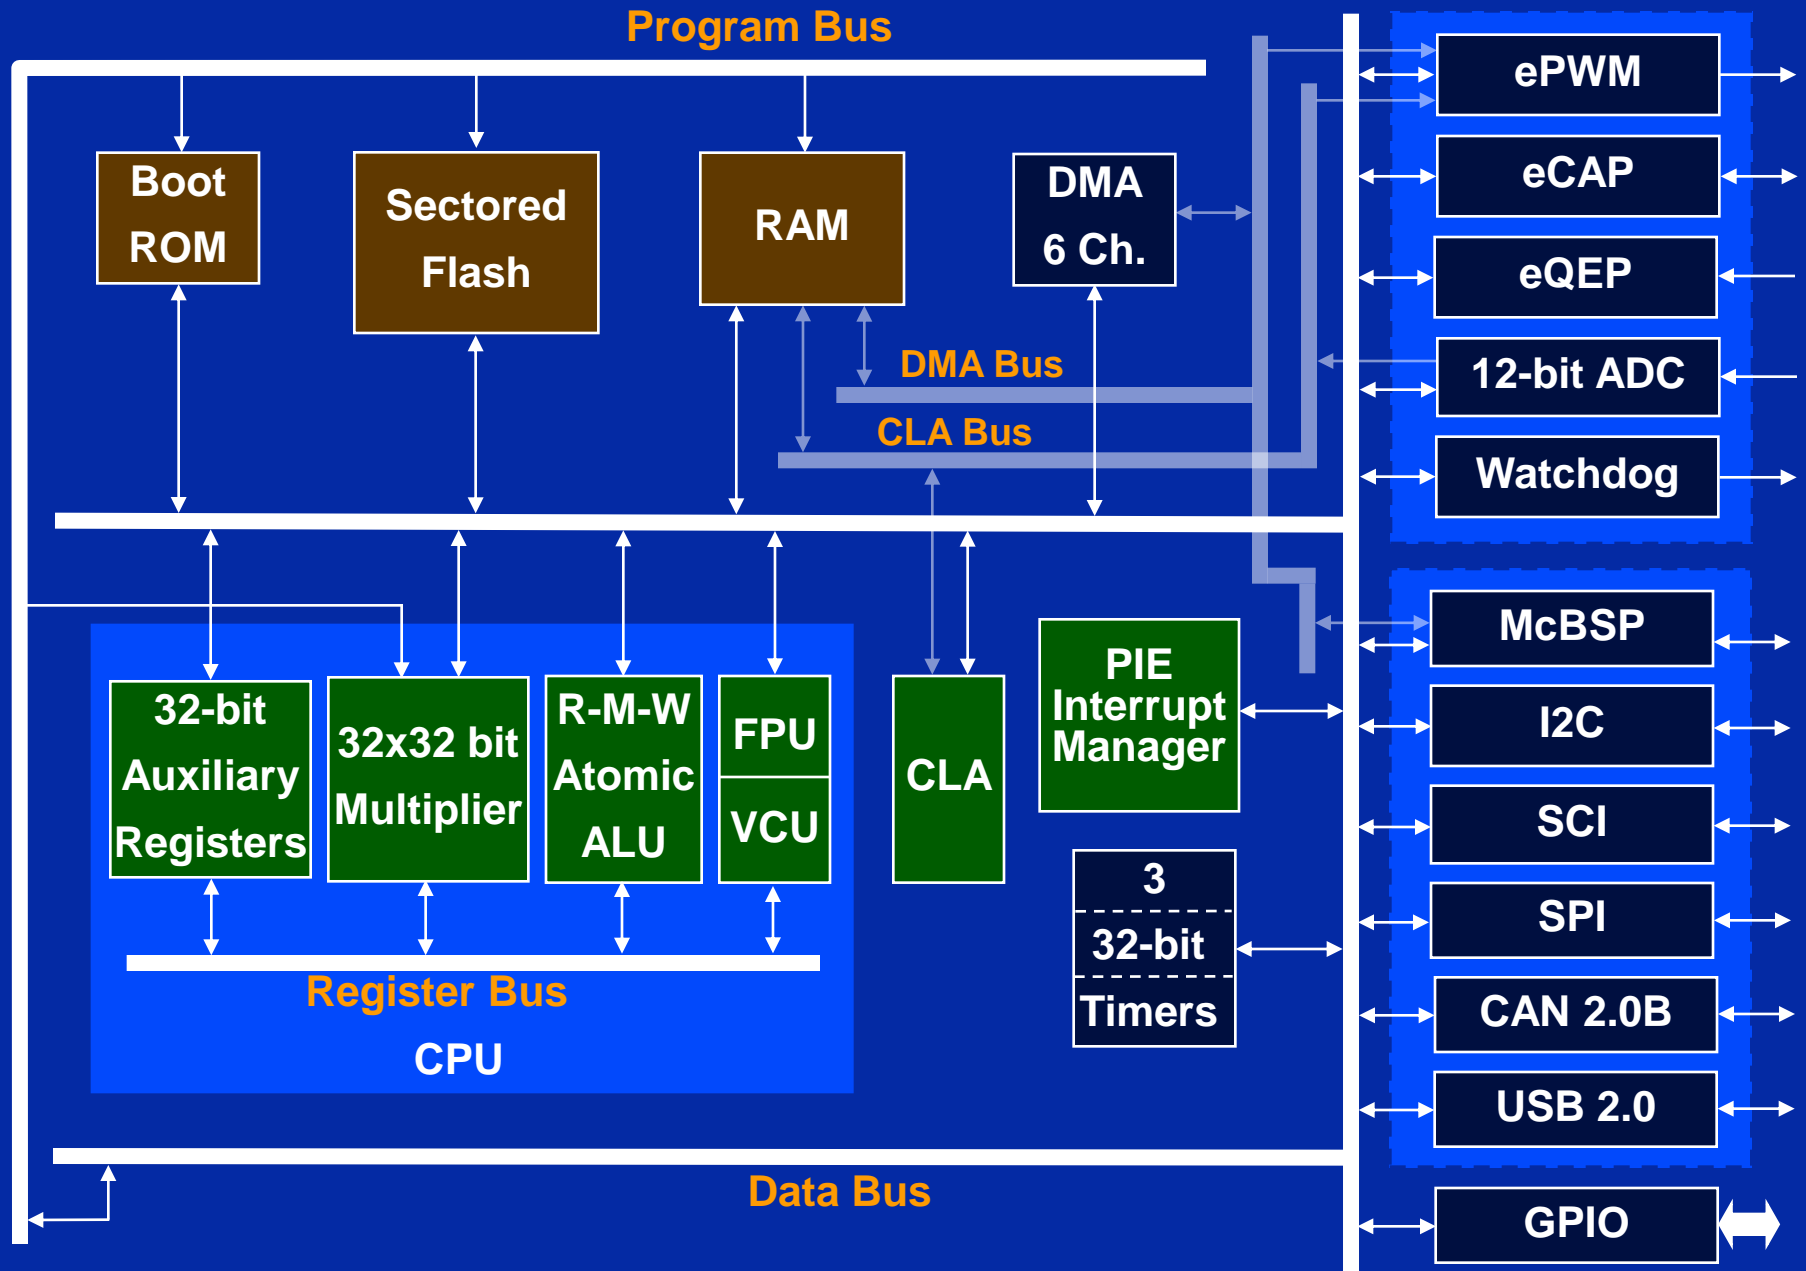 Program Bus
Boot
ROM
Sectored
Flash
RAM
DMA
6 Ch.
DMA Bus
CLA Bus
ePWM
eCAP
eQEP
12-bit ADC
Watchdog
32-bit
Auxiliary
Registers
32x32 bit
Multiplier
R-M-W
Atomic
ALU
FPU
VCU
CLA
PIE
Interrupt
Manager
3
32-bit
Timers
Register Bus
CPU
McBSP
I2C
SCI
SPI
CAN 2.0B
USB 2.0
Data Bus
GPIO